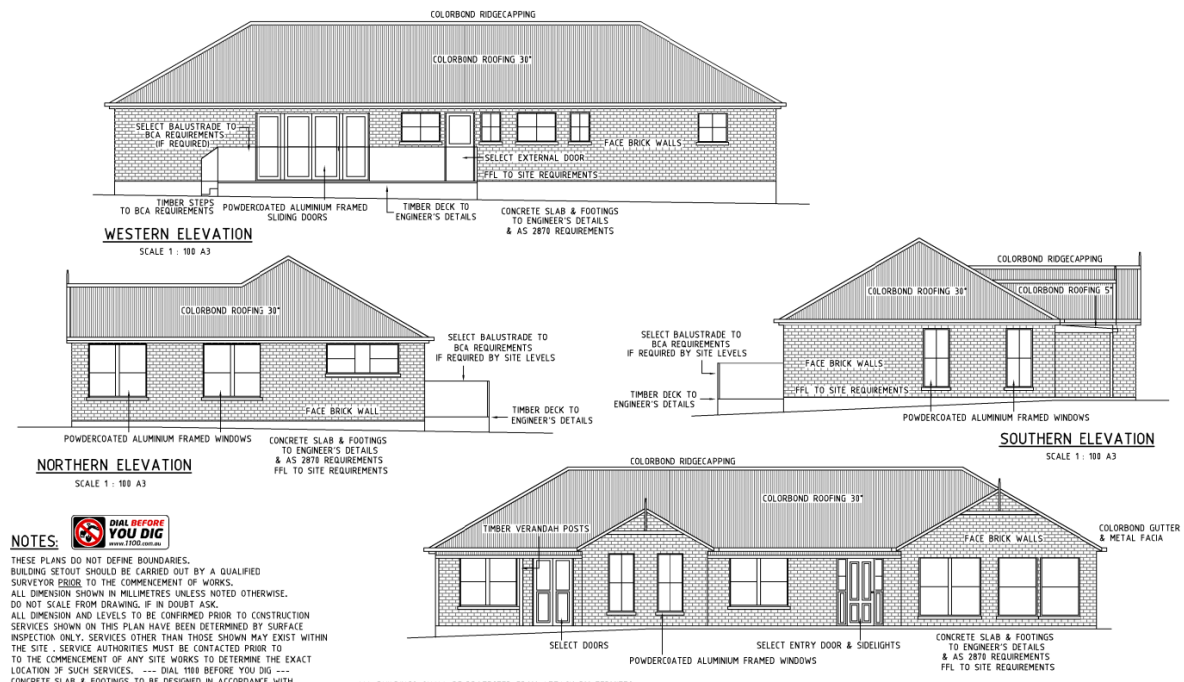 COLORBOND RIDGECAPPING
COLORBOND ROOFING 30°
SELECT BALUSTRADE TO
BCA REQUIREMENTS
(IF REQUIRED)
FACE BRICK WALLS
SELECT EXTERNAL DOOR
FFL TO SITE REQUIREMENTS
TIMBER STEPS
TO BCA REQUIREMENTS
POWDERCOATED ALUMINIUM FRAMED
SLIDING DOORS
TIMBER DECK TO
ENGINEER'S DETAILS
CONCRETE SLAB & FOOTINGS
TO ENGINEER'S DETAILS
& AS 2870 REQUIREMENTS
WESTERN ELEVATION
SCALE 1 : 100 A3
COLORBOND ROOFING 30°
SELECT BALUSTRADE TO
BCA REQUIREMENTS
IF REQUIRED BY SITE LEVELS
FACE BRICK WALL
TIMBER DECK TO
ENGINEER'S DETAILS
POWDERCOATED ALUMINIUM FRAMED WINDOWS
CONCRETE SLAB & FOOTINGS
TO ENGINEER'S DETAILS
& AS 2870 REQUIREMENTS
FFL TO SITE REQUIREMENTS
NORTHERN ELEVATION
SCALE 1 : 100 A3
COLORBOND RIDGECAPPING
COLORBOND ROOFING 30°
COLORBOND ROOFING 5°
SELECT BALUSTRADE TO
BCA REQUIREMENTS
IF REQUIRED BY SITE LEVELS
FACE BRICK WALLS
FFL TO SITE REQUIREMENTS
TIMBER DECK TO
ENGINEER'S DETAILS
POWDERCOATED ALUMINIUM FRAMED WINDOWS
SOUTHERN ELEVATION
SCALE 1 : 100 A3
COLORBOND RIDGECAPPING
COLORBOND ROOFING 30°
TIMBER VERANDAH POSTS
FACE BRICK WALLS
COLORBOND GUTTER
& METAL FACIA
SELECT DOORS
SELECT ENTRY DOOR & SIDELIGHTS
POWDERCOATED ALUMINIUM FRAMED WINDOWS
CONCRETE SLAB & FOOTINGS
TO ENGINEER'S DETAILS
& AS 2870 REQUIREMENTS
FFL TO SITE REQUIREMENTS
NOTES:
DIAL BEFORE
YOU DIG
www.1100.com.au
THESE PLANS DO NOT DEFINE BOUNDARIES.
BUILDING SETOUT SHOULD BE CARRIED OUT BY A QUALIFIED
SURVEYOR PRIOR TO THE COMMENCEMENT OF WORKS.
ALL DIMENSION SHOWN IN MILLIMETRES UNLESS NOTED OTHERWISE.
DO NOT SCALE FROM DRAWING. IF IN DOUBT ASK.
ALL DIMENSION AND LEVELS TO BE CONFIRMED PRIOR TO CONSTRUCTION
SERVICES SHOWN ON THIS PLAN HAVE BEEN DETERMINED BY SURFACE
INSPECTION ONLY. SERVICES OTHER THAN THOSE SHOWN MAY EXIST WITHIN
THE SITE . SERVICE AUTHORITIES MUST BE CONTACTED PRIOR TO
TO THE COMMENCEMENT OF ANY SITE WORKS TO DETERMINE THE EXACT
LOCATION OF SUCH SERVICES. --- DIAL 1100 BEFORE YOU DIG ---
CONCRETE SLAB & FOOTINGS TO BE DESIGNED IN ACCORDANCE WITH